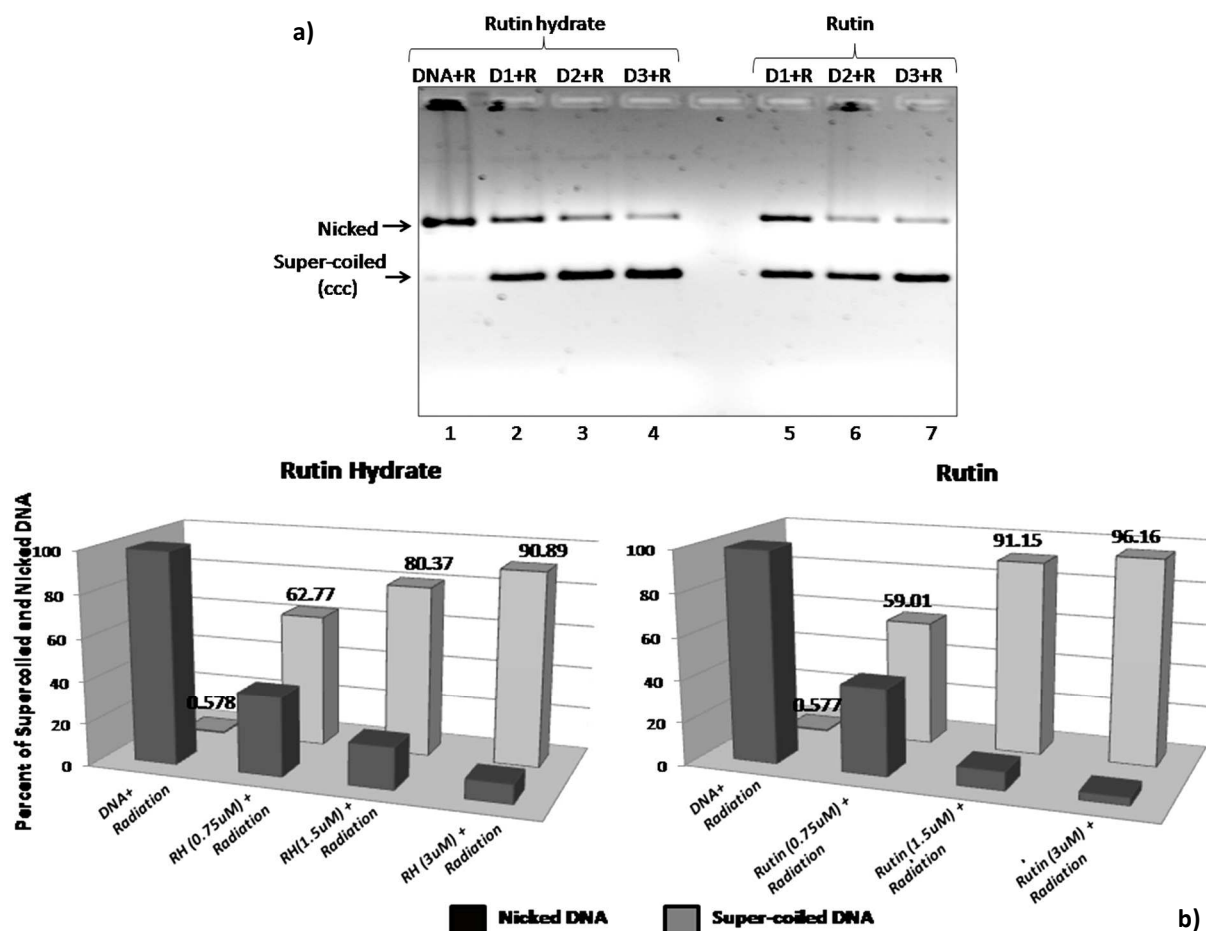 a)
Rutin hydrate
Rutin
DNA+R D1+R D2+R D3+R
D1+R D2+R D3+R
Nicked
Super-coiled
(ccc)
1 2 3 4 5 6 7
Rutin Hydrate
Percent of Supercoiled and Nicked DNA
100
80
60
40
20
0
0.578
62.77
80.37
90.89
DNA+
Radiation
RH (0.75uM) +
Radiation
RH(1.5uM) +
Radiation
RH (3uM) +
Radiation
Rutin
100
80
60
40
20
0
0.577
59.01
91.15
96.16
DNA+
Radiation
Rutin (0.75uM) +
Radiation
Rutin (1.5uM) +
Radiation
Rutin (3uM) +
Radiation
Nicked DNA
Super-coiled DNA
b)